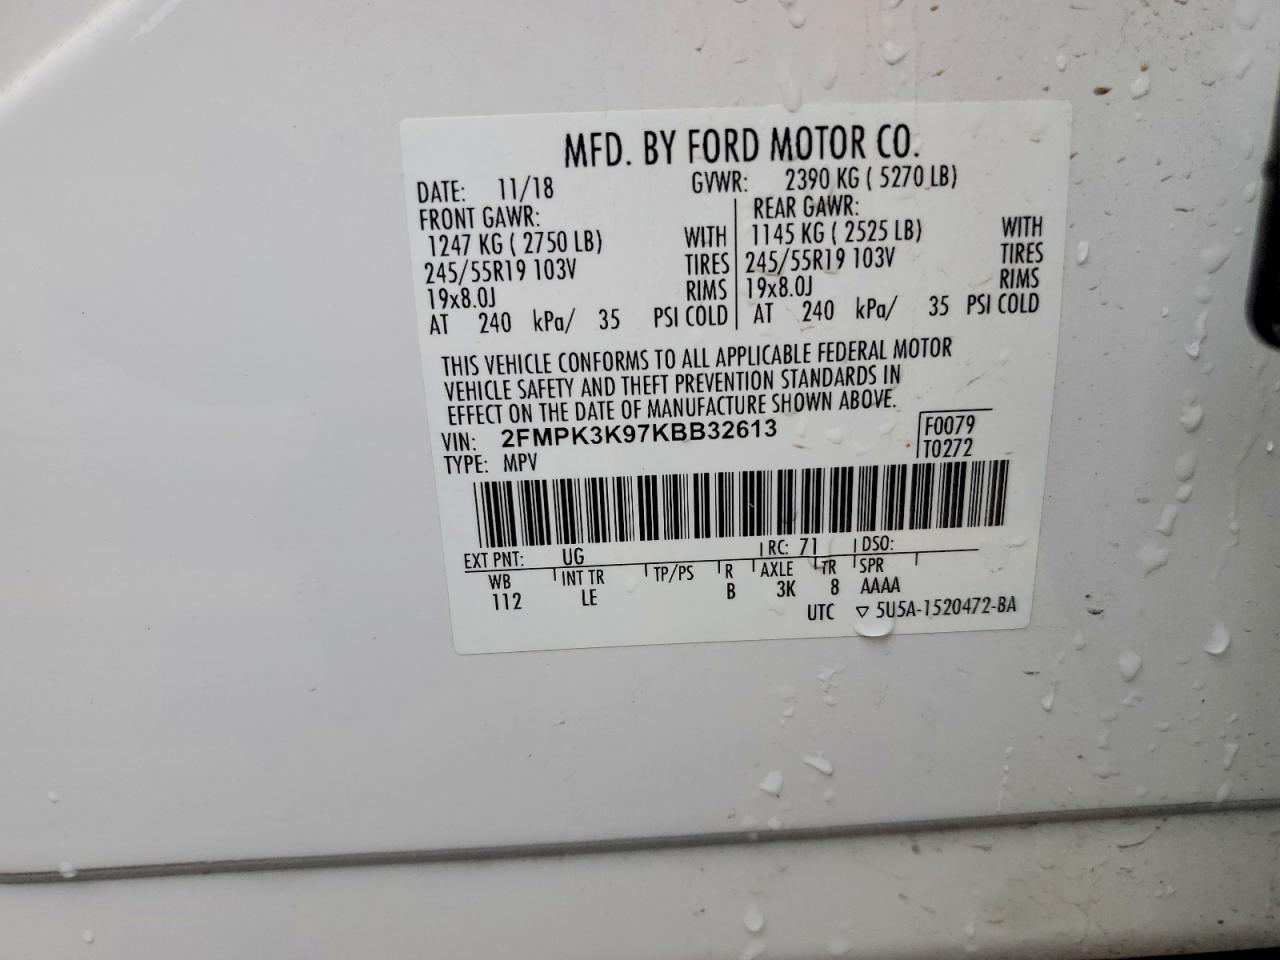 MFD. BY FORD MOTOR CO.
DATE: 11/18 GVWR: 2390 KG ( 5270 LB)
FRONT GAWR: REAR GAWR:
1247 KG ( 2750 LB) WITH 1145 KG ( 2525 LB) WITH
245/55R19 103V TIRES 245/55R19 103V TIRES
19x8.0J RIMS 19x8.0J RIMS
AT 240 kPa/ 35 PSI COLD AT 240 kPa/ 35 PSI COLD
THIS VEHICLE CONFORMS TO ALL APPLICABLE FEDERAL MOTOR
VEHICLE SAFETY AND THEFT PREVENTION STANDARDS IN
EFFECT ON THE DATE OF MANUFACTURE SHOWN ABOVE.
VIN: 2FMPK3K97KBB32613 F0079
TYPE: MPV T0272
EXT PNT: UG RC: 71 DSO:
WB INT TR TP/PS R AXLE TR SPR
112 LE B 3K 8 AAAA
UTC ▽ 5U5A-1520472-BA